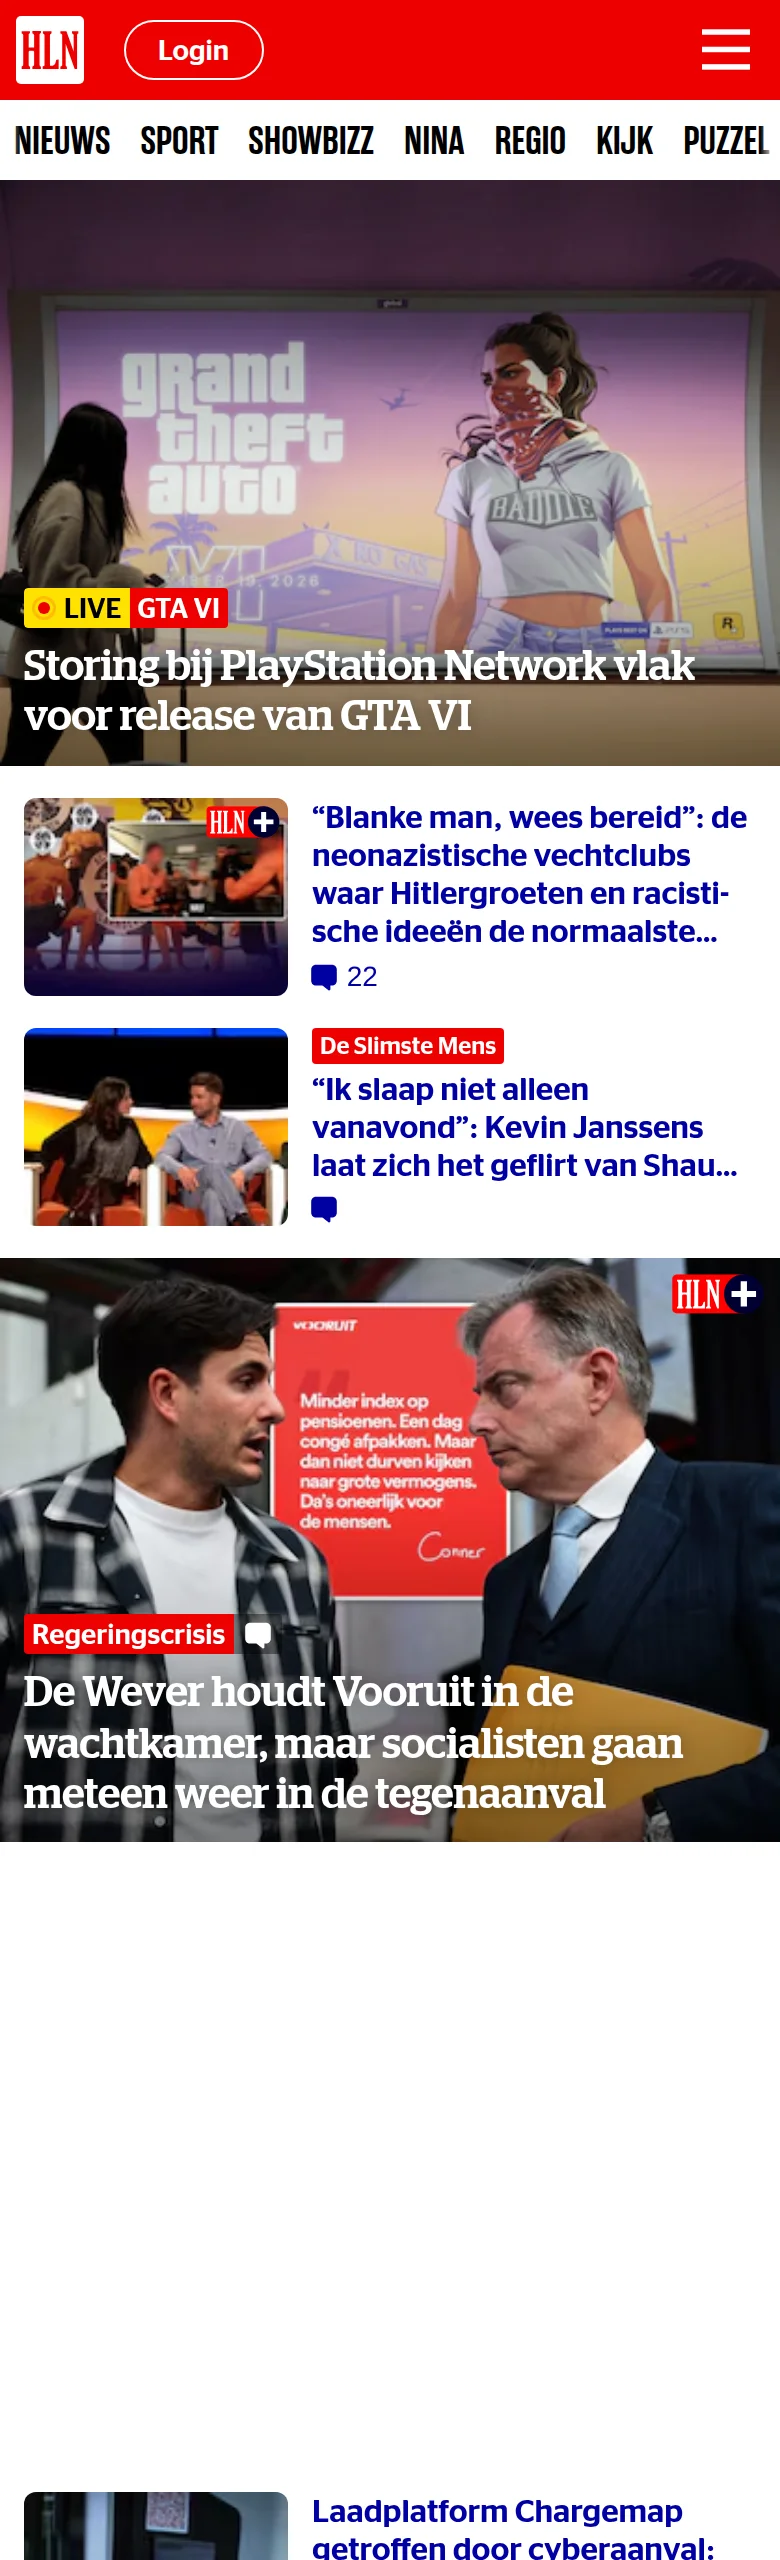 HLN
Login
NIEUWS SPORT SHOWBIZZ NINA REGIO KIJK PUZZEL
grand
theft
auto
VI
19, 2026
BADDIE
LIVE GTA VI
Storing bij PlayStation Network vlak
voor release van GTA VI
HLN+
“Blanke man, wees bereid”: de
neonazistische vechtclubs
waar Hitlergroeten en racisti-
sche ideeën de normaalste...
22
De Slimste Mens
“Ik slaap niet alleen
vanavond”: Kevin Janssens
laat zich het geflirt van Shau...
HLN+
VOORUIT
Minder index op
pensioenen. Een dag
congé afpakken. Maar
dan niet durven kijken
naar grote vermogens.
Da's oneerlijk voor
de mensen.
Conner
Regeringscrisis
De Wever houdt Vooruit in de
wachtkamer, maar socialisten gaan
meteen weer in de tegenaanval
Laadplatform Chargemap
getroffen door cyberaanval: